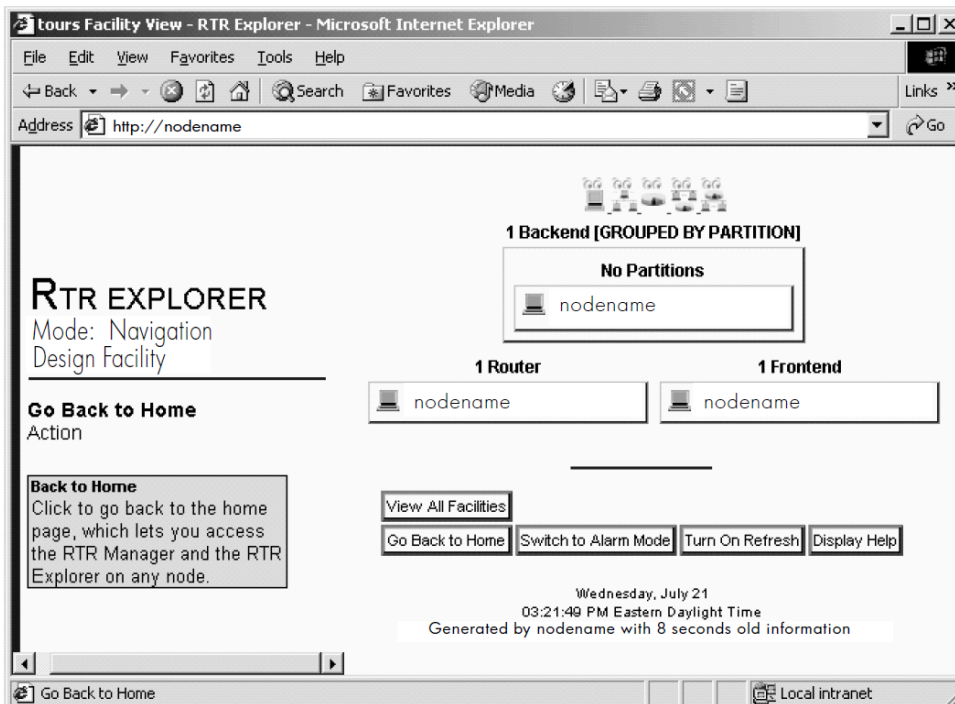 tours Facility View - RTR Explorer - Microsoft Internet Explorer
File Edit View Favorites Tools Help
Back Search Favorites Media Links »
Address http://nodename Go
1 Backend [GROUPED BY PARTITION]
No Partitions
nodename
1 Router 1 Frontend
nodename nodename
RTR EXPLORER
Mode: Navigation
Design Facility
Go Back to Home
Action
Back to Home
Click to go back to the home
page, which lets you access
the RTR Manager and the RTR
Explorer on any node.
View All Facilities
Go Back to Home Switch to Alarm Mode Turn On Refresh Display Help
Wednesday, July 21
03:21:49 PM Eastern Daylight Time
Generated by nodename with 8 seconds old information
Go Back to Home Local intranet